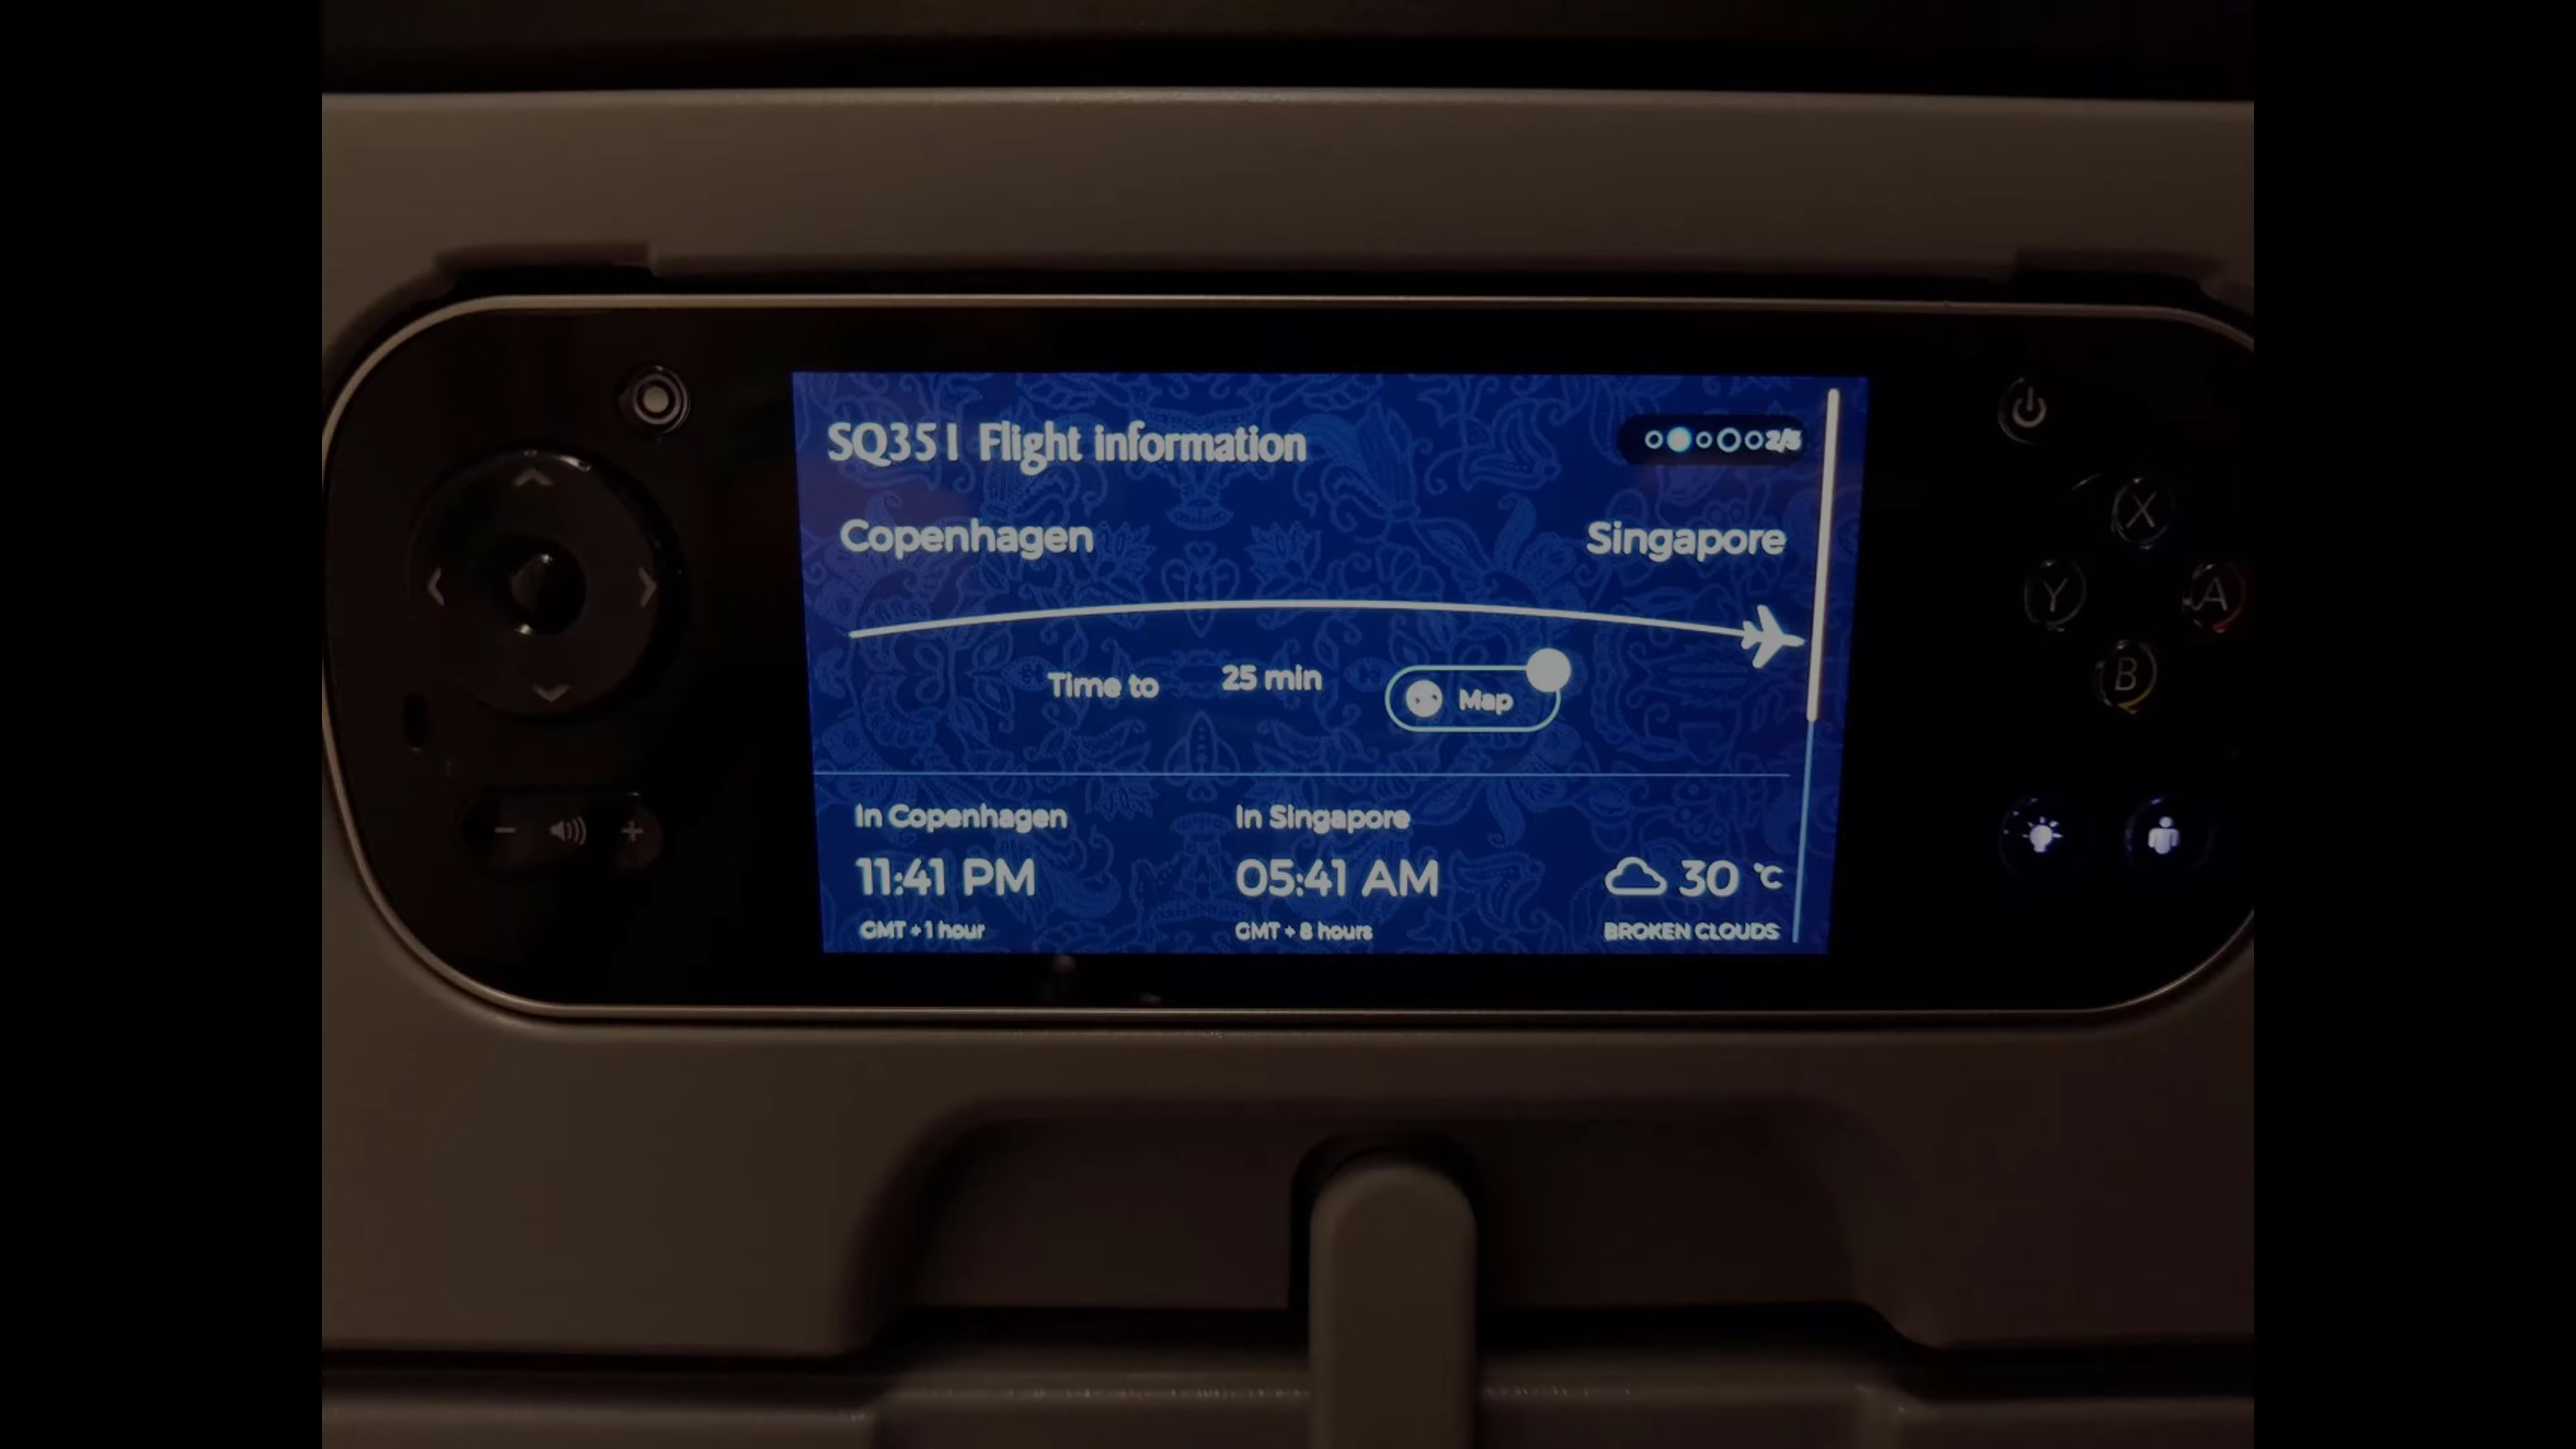 SQ351 Flight information
2/5
Copenhagen
Singapore
Time to
25 min
Map
In Copenhagen
In Singapore
11:41 PM
05:41 AM
30 °C
GMT + 1 hour
GMT + 8 hours
BROKEN CLOUDS
X
Y
A
B